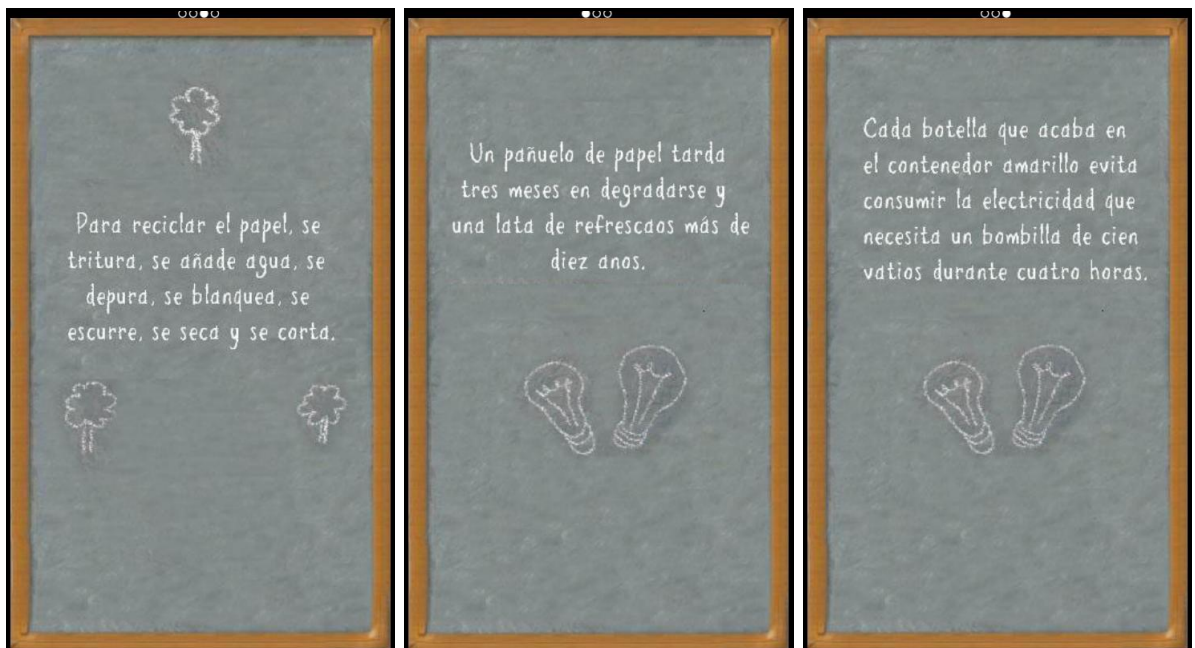 Para reciclar el papel, se
tritura, se añade agua, se
depura, se blanquea, se
escurre, se seca y se corta.
Un pañuelo de papel tarda
tres meses en degradarse y
una lata de refrescaos más de
diez anos.
Cada botella que acaba en
el contenedor amarillo evita
consumir la electricidad que
necesita un bombilla de cien
vatios durante cuatro horas.